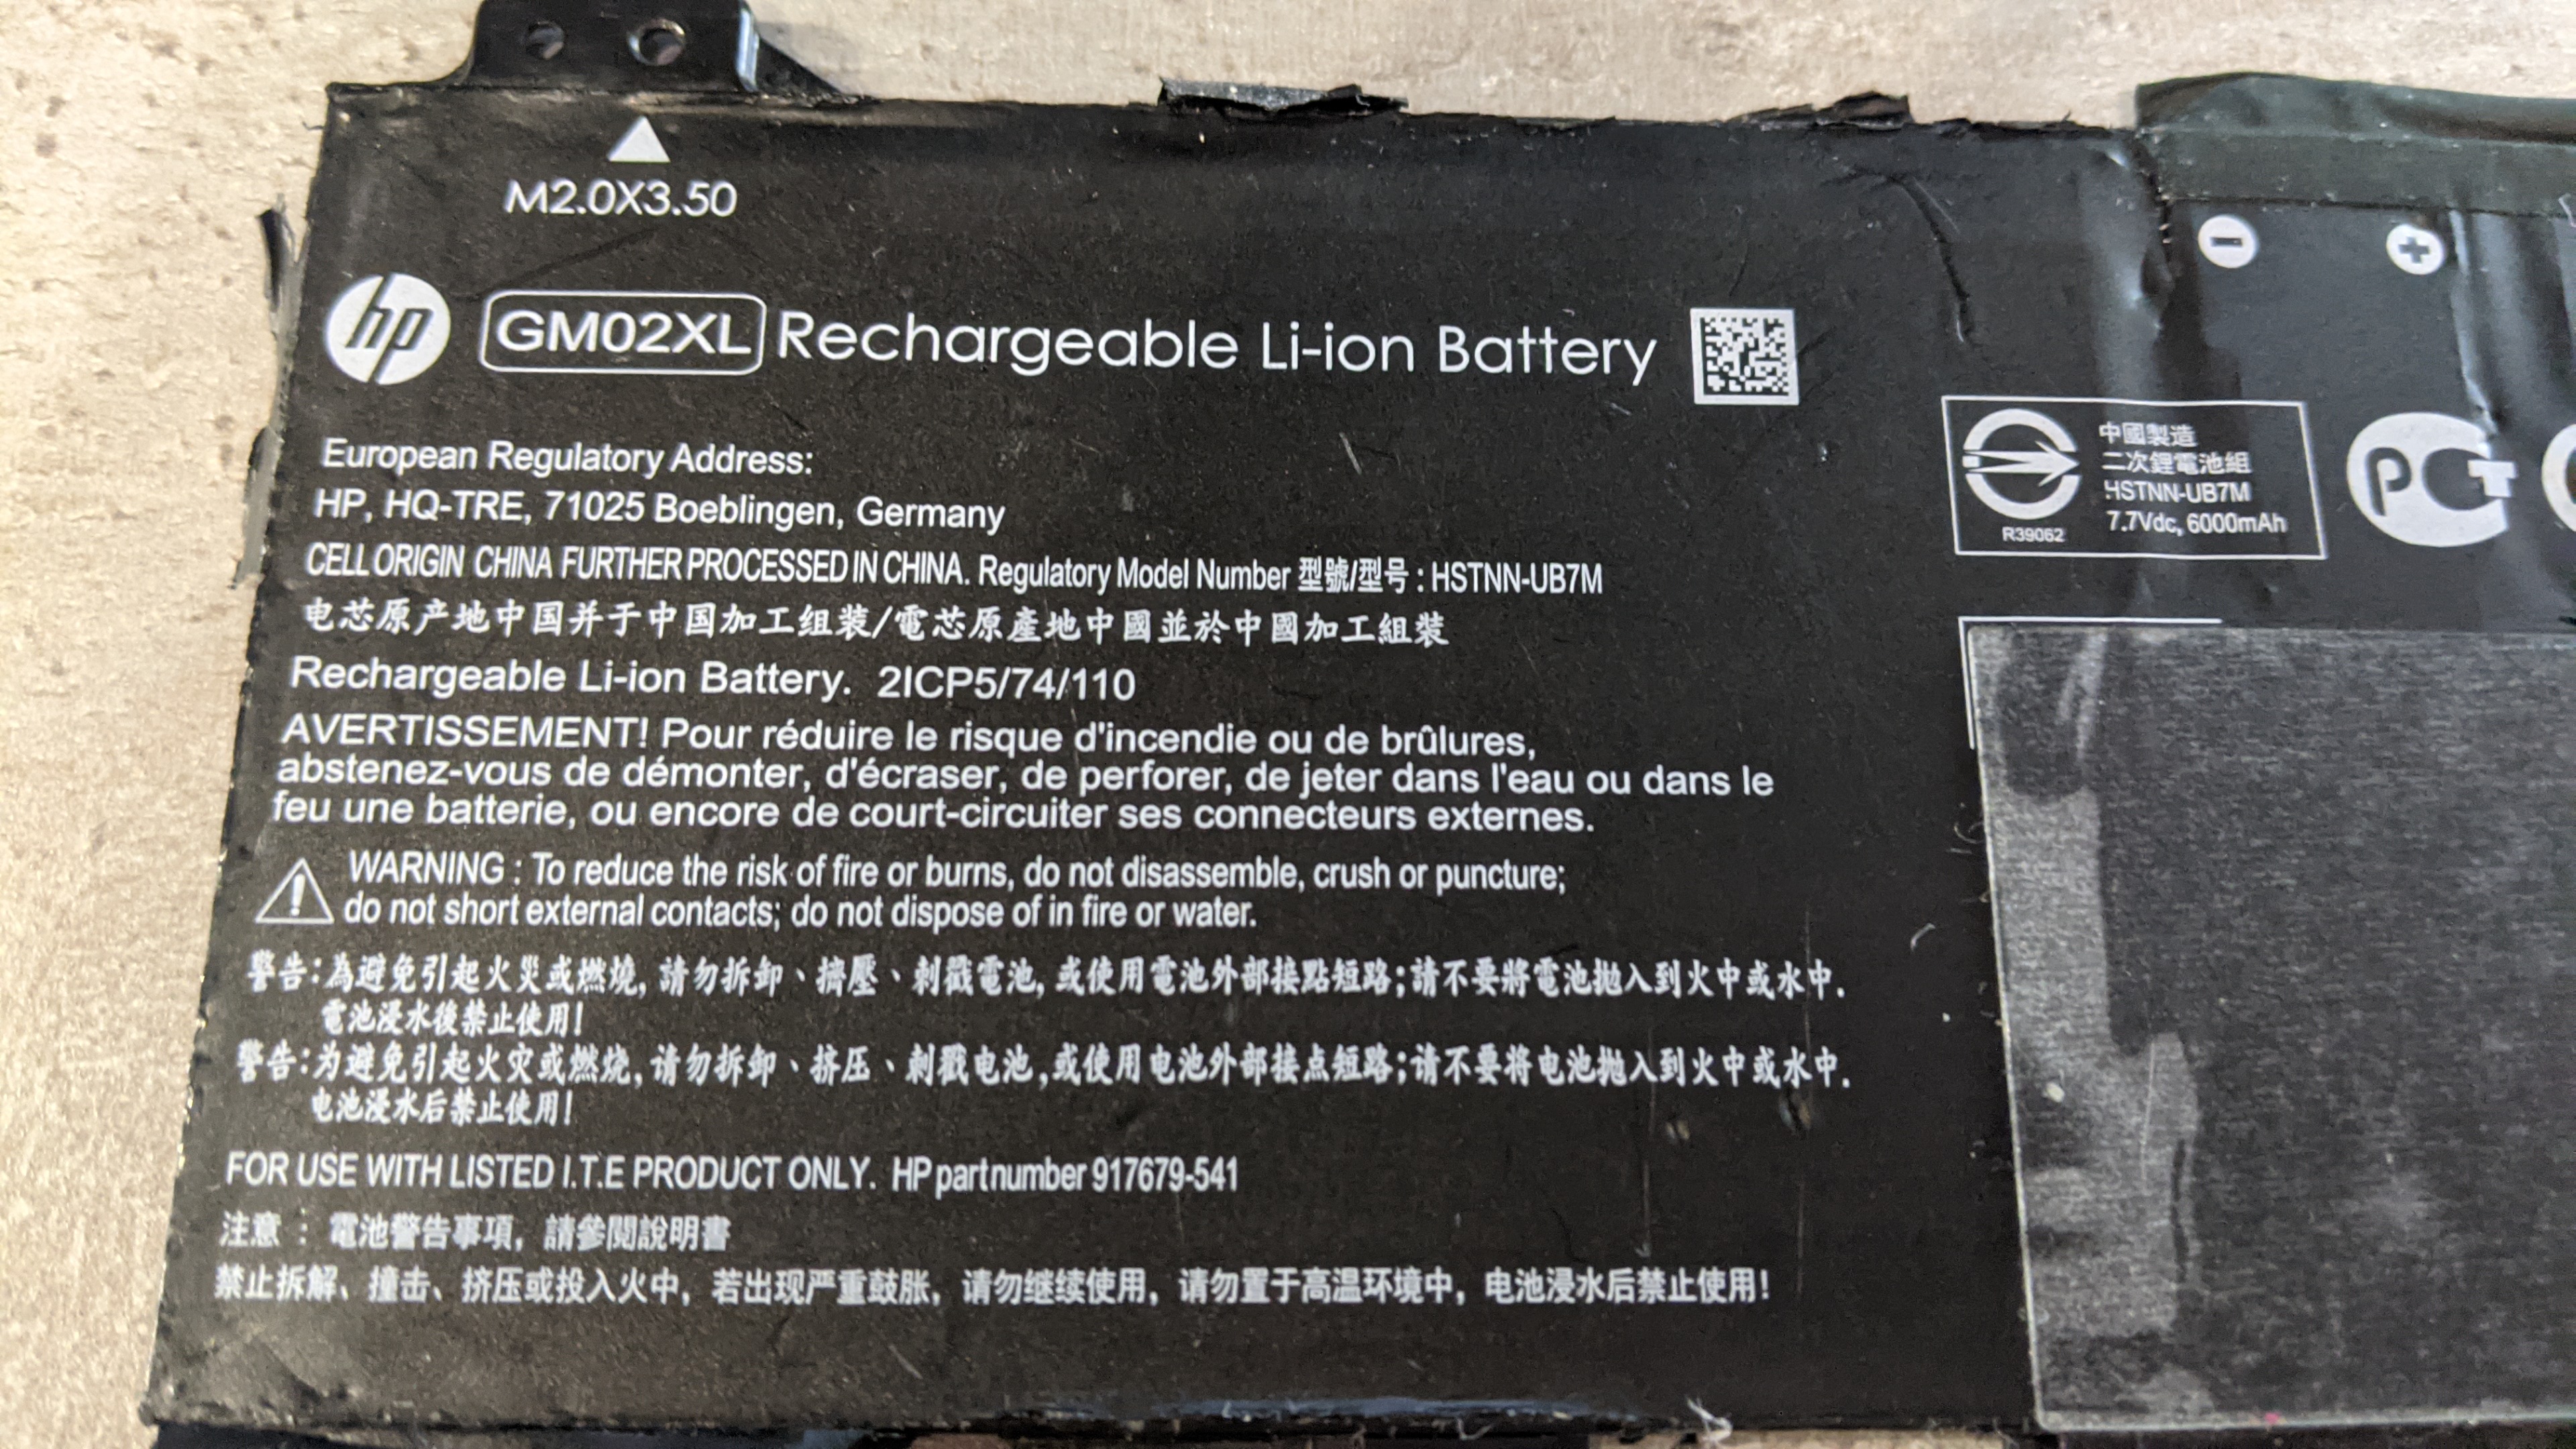 M2.0X3.50
hp GM02XL Rechargeable Li-ion Battery
European Regulatory Address:
HP, HQ-TRE, 71025 Boeblingen, Germany
CELL ORIGIN CHINA FURTHER PROCESSED IN CHINA. Regulatory Model Number 型號/型号 : HSTNN-UB7M
电芯原产地中国并于中国加工组装/電芯原產地中國並於中國加工組裝
Rechargeable Li-ion Battery. 2ICP5/74/110
AVERTISSEMENT! Pour réduire le risque d'incendie ou de brûlures,
abstenez-vous de démonter, d'écraser, de perforer, de jeter dans l'eau ou dans le
feu une batterie, ou encore de court-circuiter ses connecteurs externes.
WARNING : To reduce the risk of fire or burns, do not disassemble, crush or puncture;
do not short external contacts; do not dispose of in fire or water.
警告:為避免引起火災或燃燒, 請勿拆卸、擠壓、刺戳電池, 或使用電池外部接點短路;請不要將電池拋入到火中或水中.
電池浸水後禁止使用!
警告:为避免引起火灾或燃烧, 请勿拆卸、挤压、刺戳电池,或使用电池外部接点短路;请不要将电池抛入到火中或水中.
电池浸水后禁止使用!
FOR USE WITH LISTED I.T.E PRODUCT ONLY. HP part number 917679-541
注意 : 電池警告事項, 請參閱說明書
禁止拆解、撞击、挤压或投入火中, 若出现严重鼓胀, 请勿继续使用, 请勿置于高温环境中, 电池浸水后禁止使用!
- +
中國製造
二次鋰電池組
HSTNN-UB7M
7.7Vdc, 6000mAh
R39062